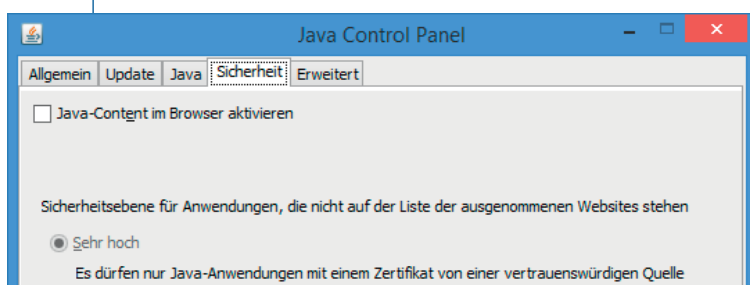 Java Control Panel
Allgemein Update Java Sicherheit Erweitert
Java-Content im Browser aktivieren
Sicherheitsebene für Anwendungen, die nicht auf der Liste der ausgenommenen Websites stehen
Sehr hoch
Es dürfen nur Java-Anwendungen mit einem Zertifikat von einer vertrauenswürdigen Quelle